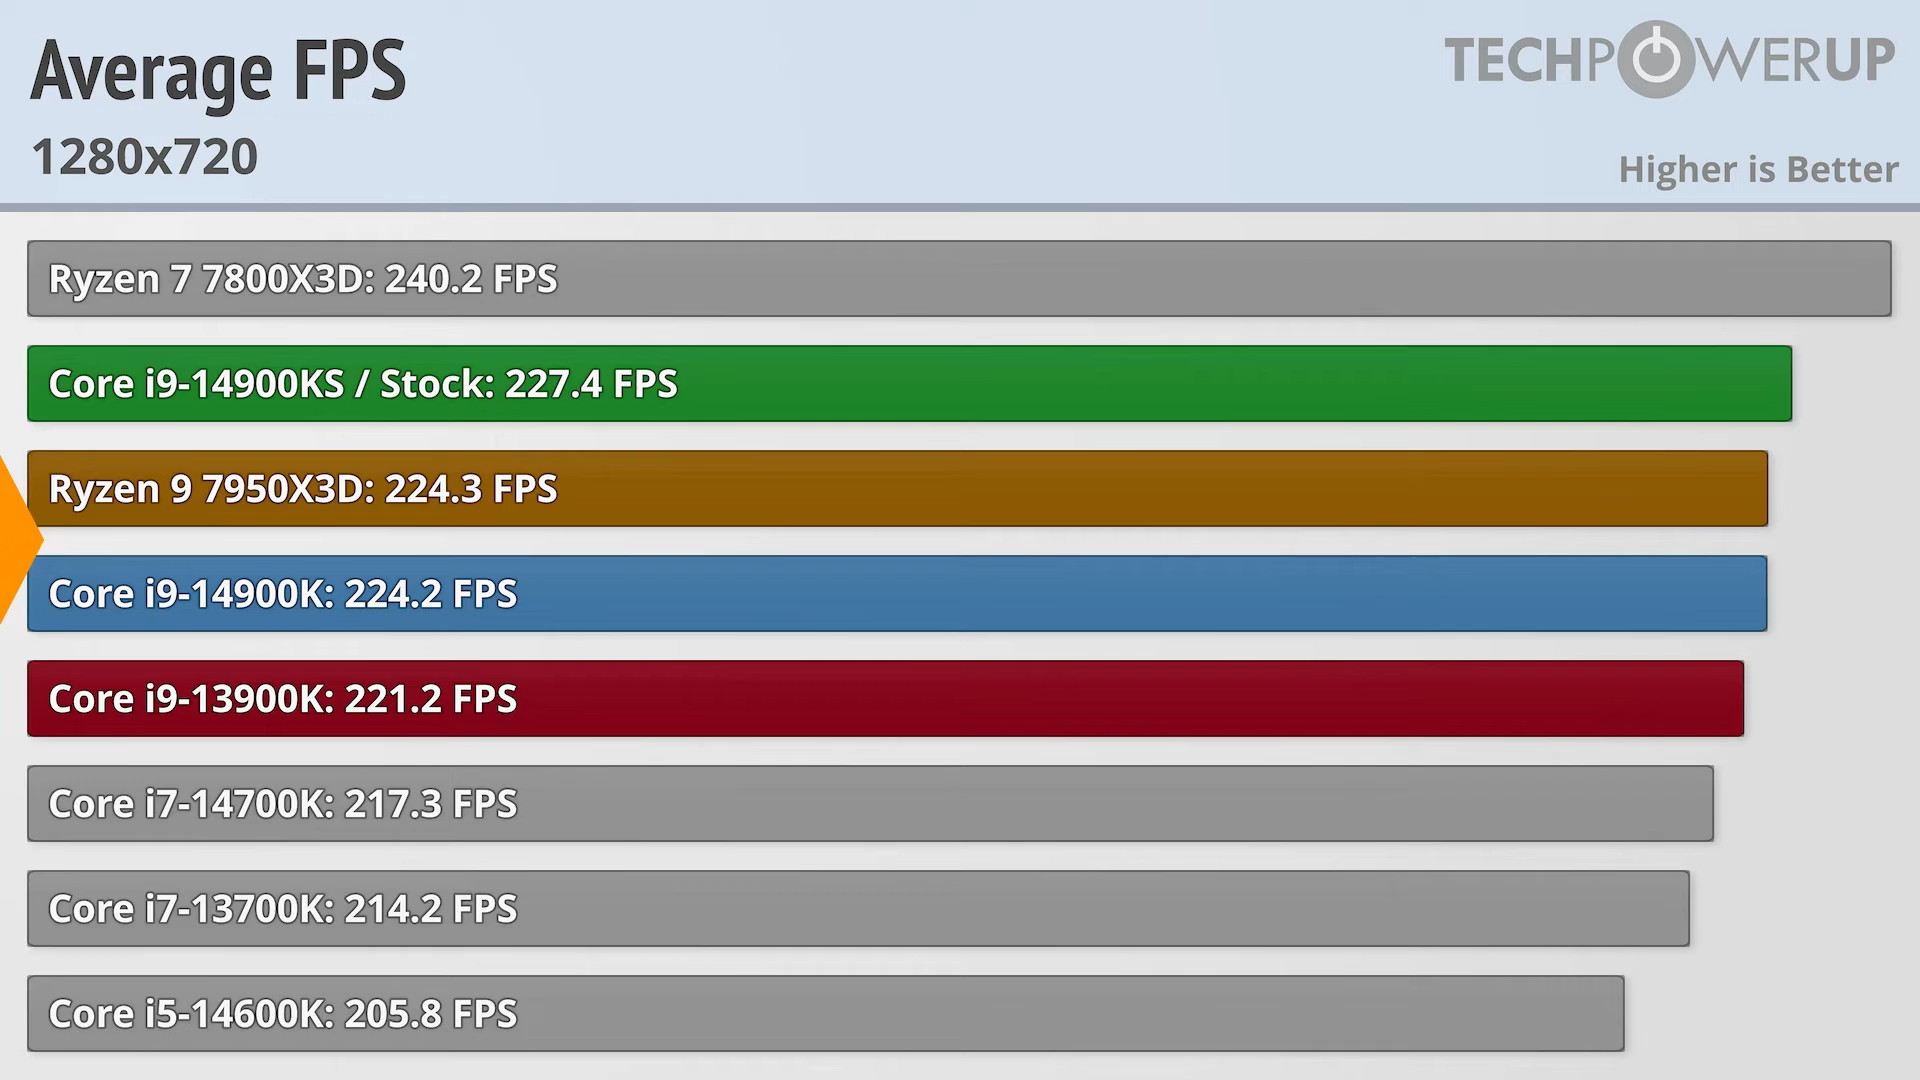 Average FPS
TECHPOWERUP
1280x720
Higher is Better
Ryzen 7 7800X3D: 240.2 FPS
Core i9-14900KS / Stock: 227.4 FPS
Ryzen 9 7950X3D: 224.3 FPS
Core i9-14900K: 224.2 FPS
Core i9-13900K: 221.2 FPS
Core i7-14700K: 217.3 FPS
Core i7-13700K: 214.2 FPS
Core i5-14600K: 205.8 FPS